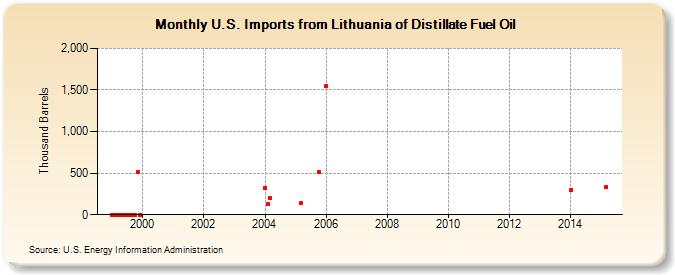 Monthly U.S. Imports from Lithuania of Distillate Fuel Oil
Thousand Barrels
2,000
1,500
1,000
500
0
2000 2002 2004 2006 2008 2010 2012 2014
Source: U.S. Energy Information Administration